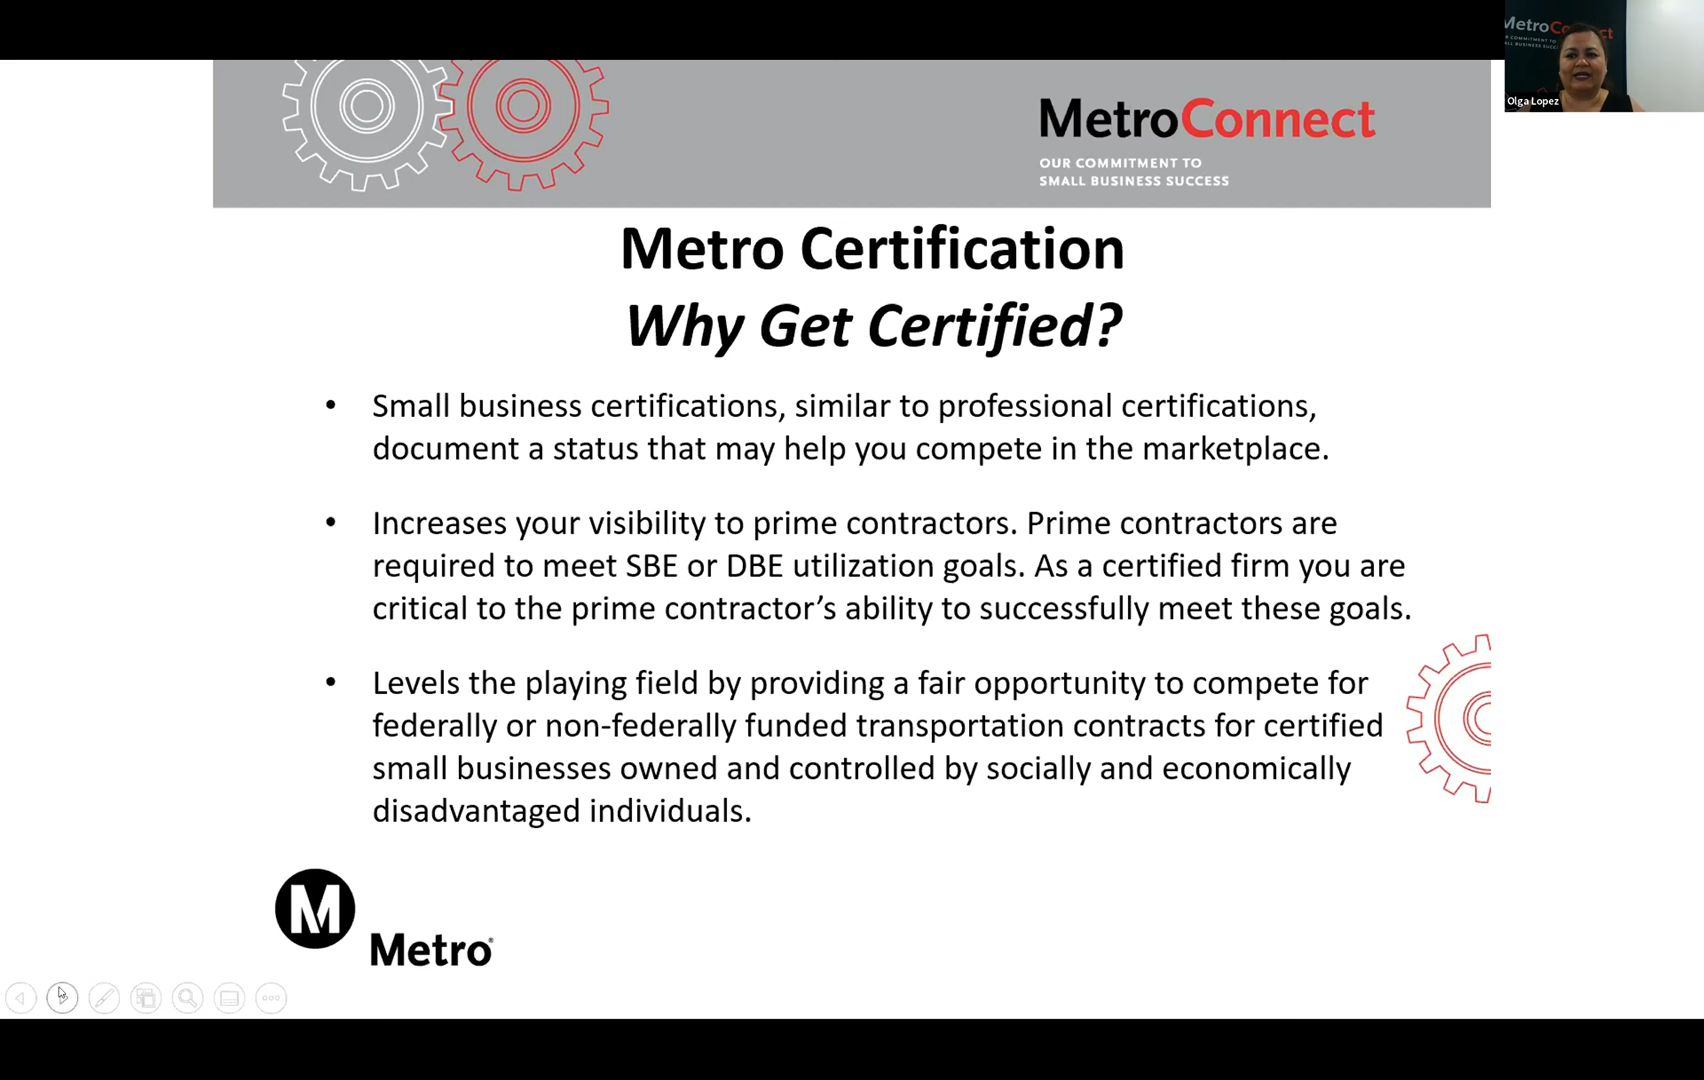 MetroConnect
OUR COMMITMENT TO
SMALL BUSINESS SUCCESS
Metro Certification
Why Get Certified?
• Small business certifications, similar to professional certifications,
document a status that may help you compete in the marketplace.
• Increases your visibility to prime contractors. Prime contractors are
required to meet SBE or DBE utilization goals. As a certified firm you are
critical to the prime contractor’s ability to successfully meet these goals.
• Levels the playing field by providing a fair opportunity to compete for
federally or non-federally funded transportation contracts for certified
small businesses owned and controlled by socially and economically
disadvantaged individuals.
M
Metro
Olga Lopez